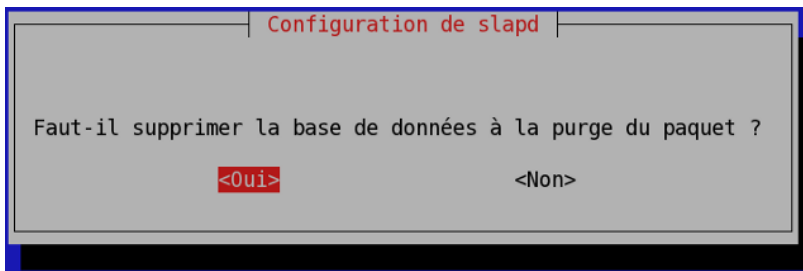 Configuration de slapd
Faut-il supprimer la base de données à la purge du paquet ?
<Oui> <Non>